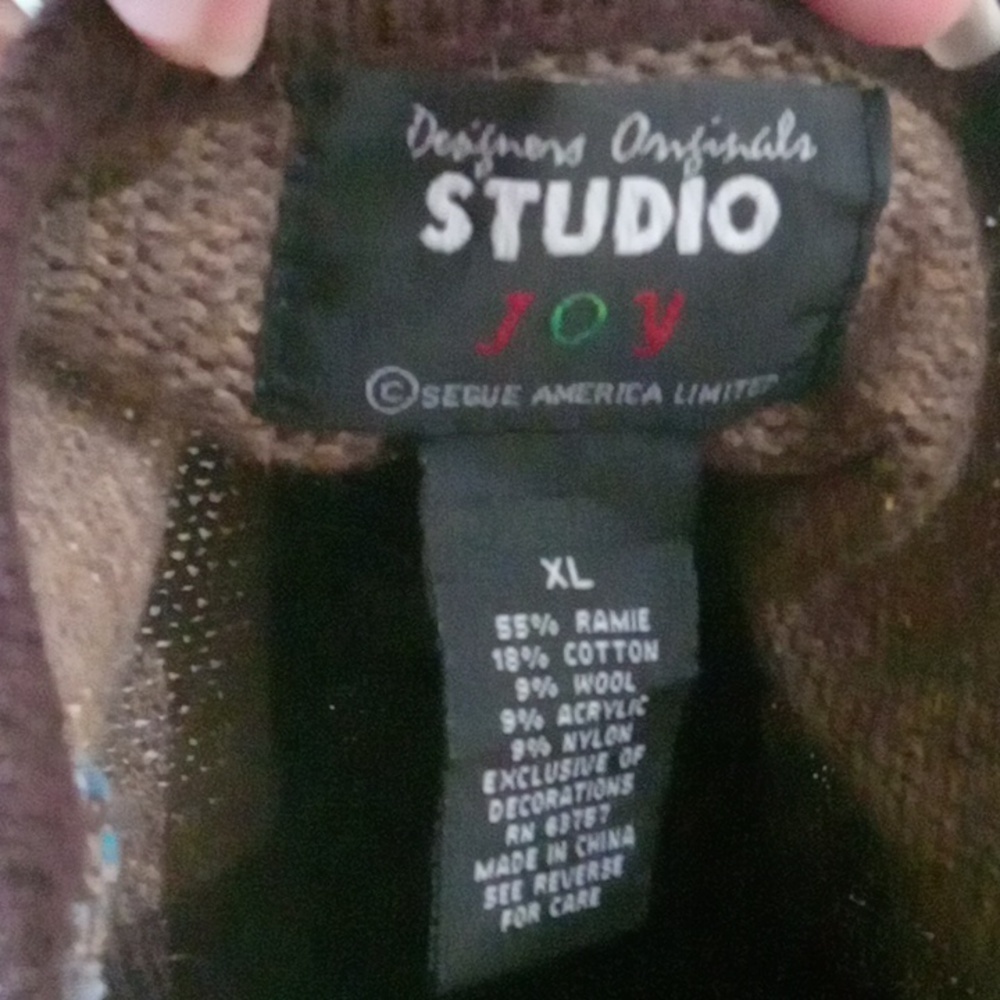 Designers Originals
STUDIO
JOY
©SEGUE AMERICA LIMITED
XL
55% RAMIE
18% COTTON
9% WOOL
9% ACRYLIC
9% NYLON
EXCLUSIVE OF
DECORATIONS
RN 63767
MADE IN CHINA
SEE REVERSE
FOR CARE